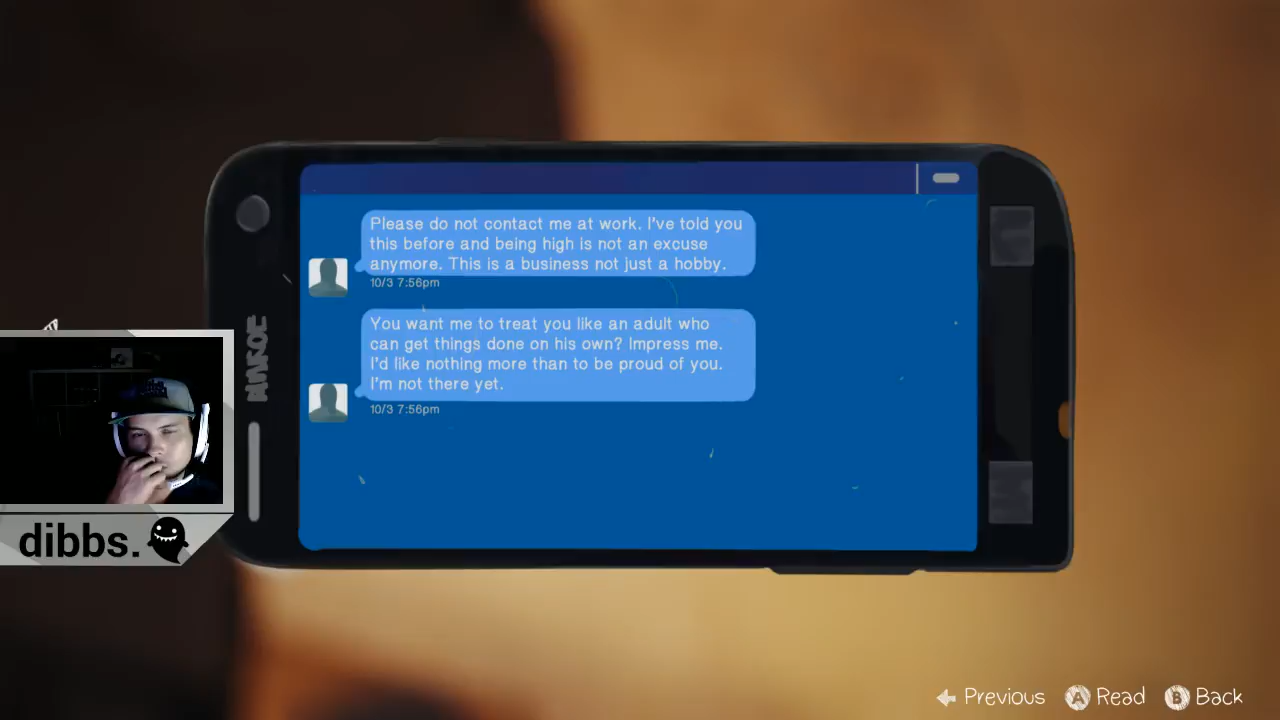 Please do not contact me at work. I've told you
this before and being high is not an excuse
anymore. This is a business not just a hobby.
10/3 7:56pm
You want me to treat you like an adult who
can get things done on his own? Impress me.
I'd like nothing more than to be proud of you.
I'm not there yet.
10/3 7:56pm
dibbs.
Previous
A Read
B Back